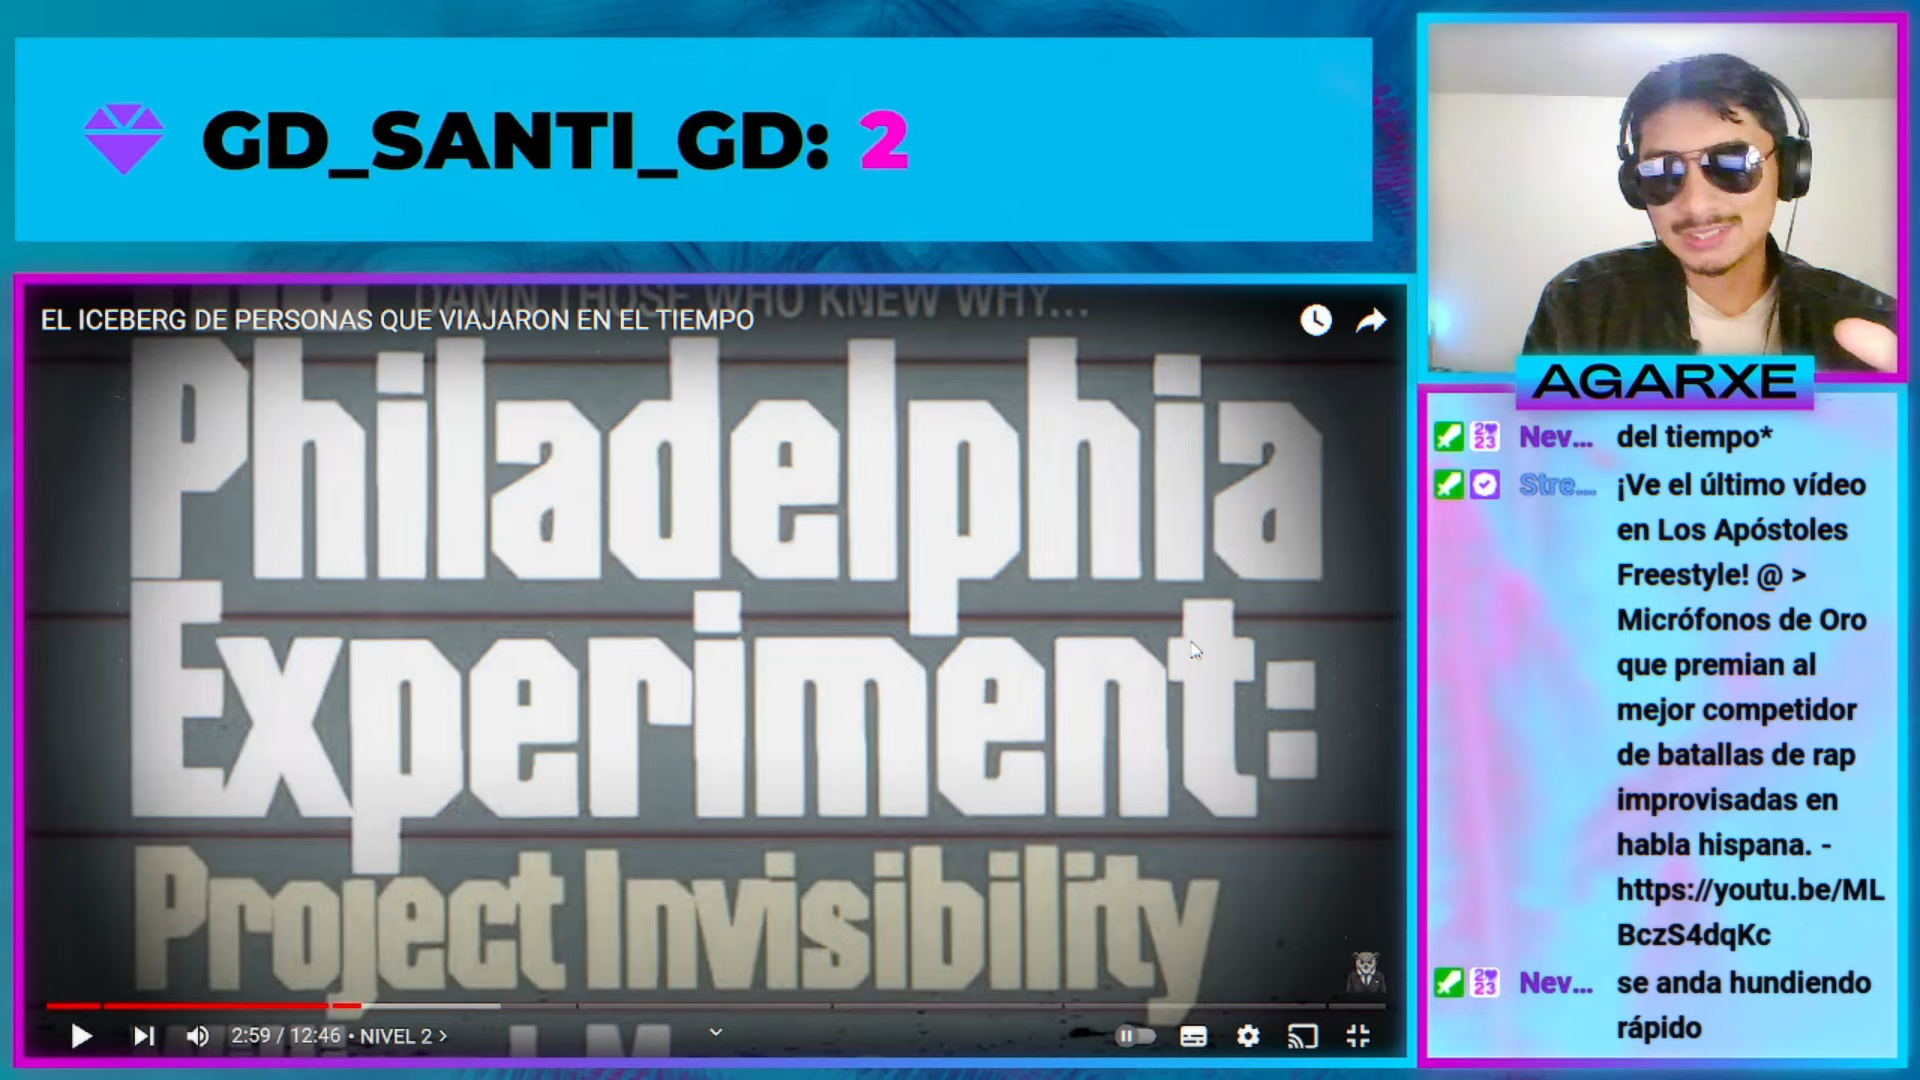 GD_SANTI_GD: 2
DAMN THOSE WHO KNEW WHY...
EL ICEBERG DE PERSONAS QUE VIAJARON EN EL TIEMPO
Philadelphia
Experiment:
Project Invisibility
2:59 / 12:46 • NIVEL 2 >
AGARXE
Nev... del tiempo*
Stre... ¡Ve el último vídeo
en Los Apóstoles
Freestyle! @ >
Micrófonos de Oro
que premian al
mejor competidor
de batallas de rap
improvisadas en
habla hispana. -
https://youtu.be/ML
BczS4dqKc
Nev... se anda hundiendo
rápido